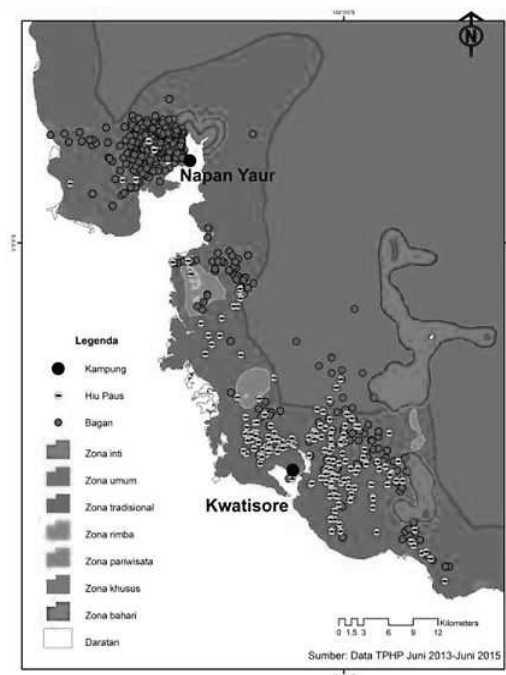 N
Napan Yaur
Legenda
Kampung
Hiu Paus
Bagan
Zona inti
Zona umum
Zona tradisional
Zona rimba
Zona pariwisata
Zona khusus
Zona bahari
Daratan
Kwatisore
Kilometers
0 1,5 3 6 9 12
Sumber: Data TPHP Juni 2013-Juni 2015